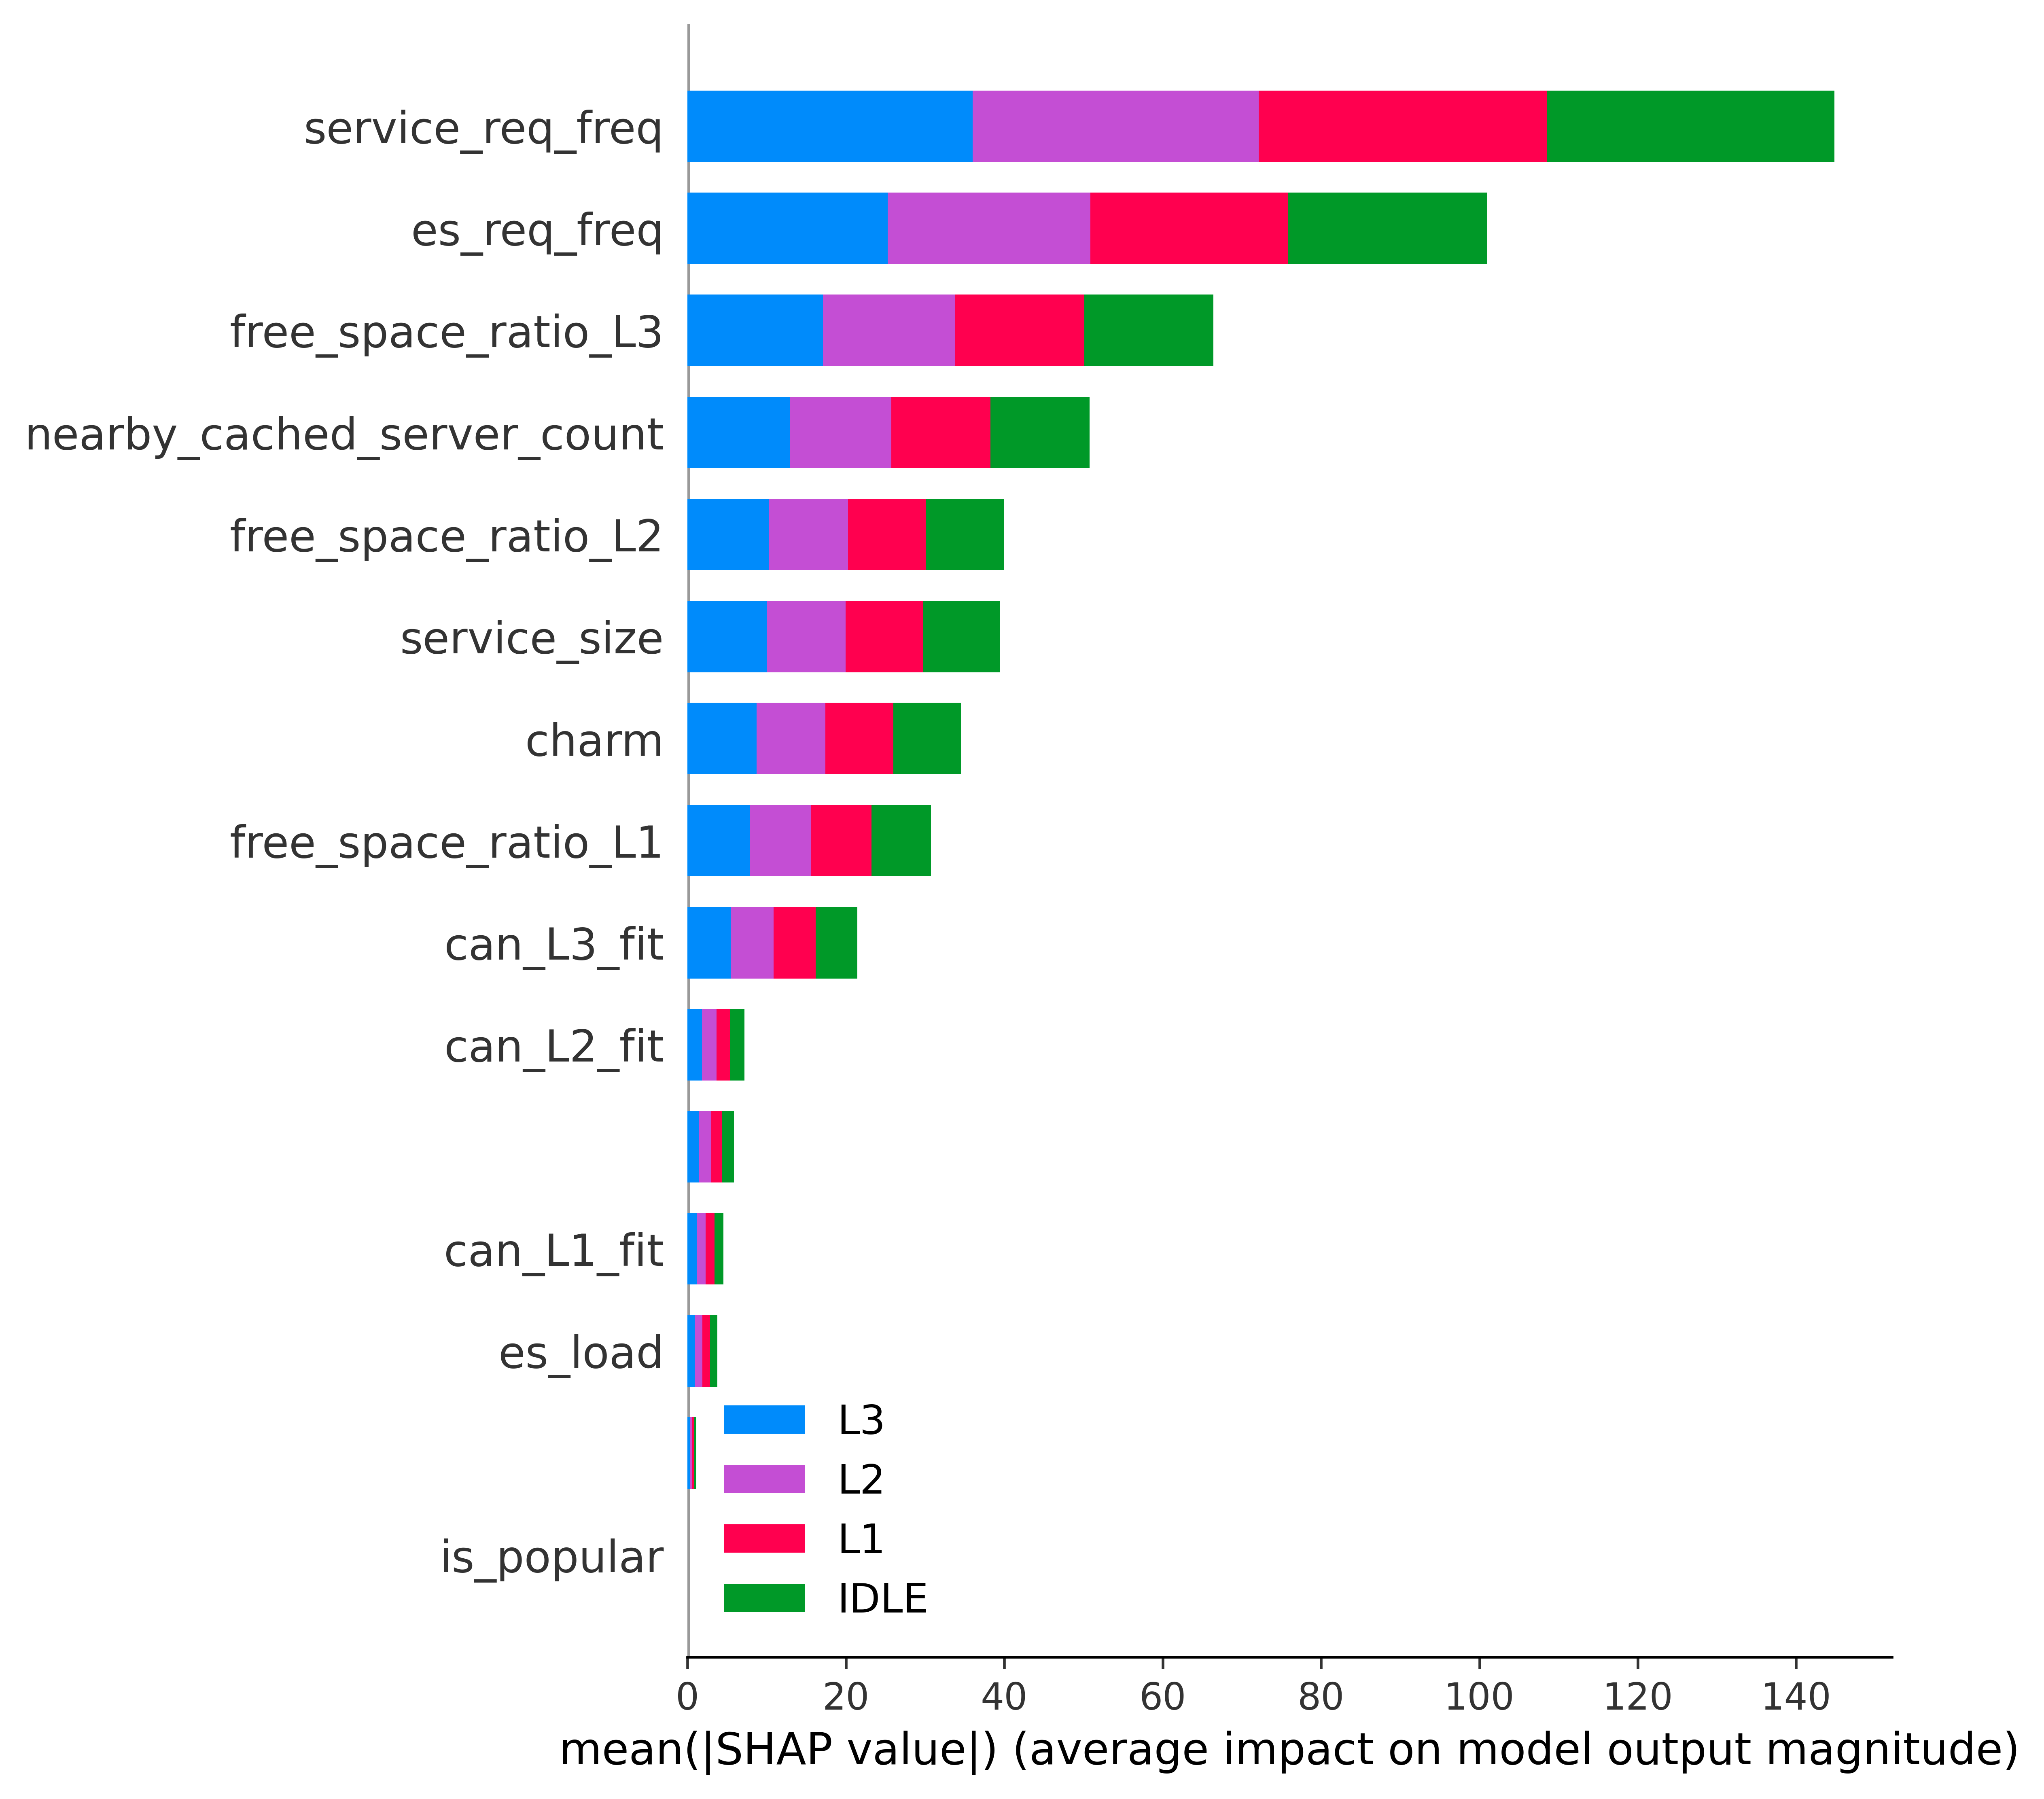 service_req_freq
es_req_freq
free_space_ratio_L3
nearby_cached_server_count
free_space_ratio_L2
service_size
charm
free_space_ratio_L1
can_L3_fit
can_L2_fit
can_L1_fit
es_load
is_popular
L3
L2
L1
IDLE
0 20 40 60 80 100 120 140
mean(|SHAP value|) (average impact on model output magnitude)